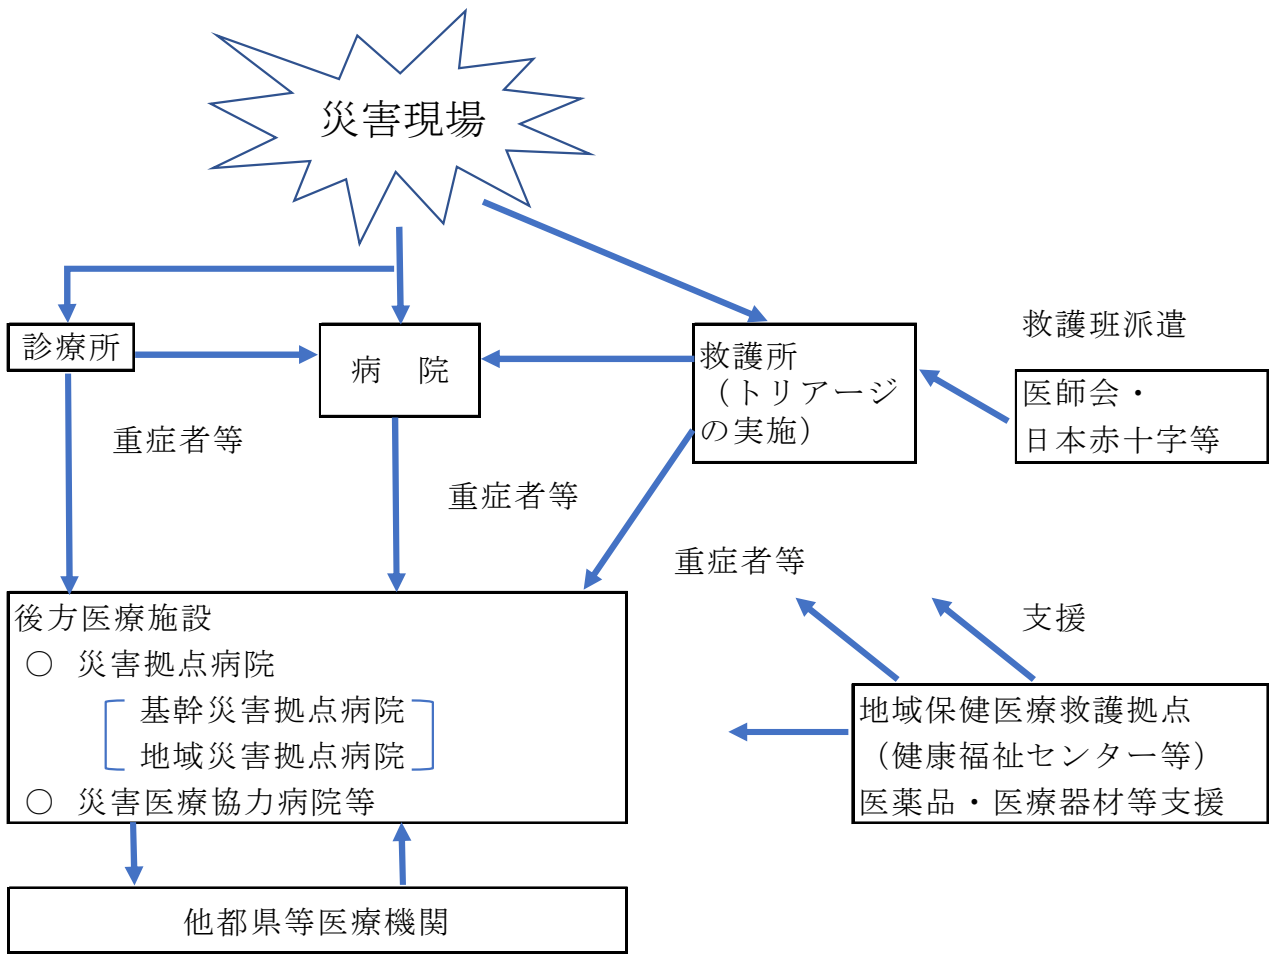 災害現場
診療所
病　院
救護所
（トリアージ
の実施）
救護班派遣
医師会・
日本赤十字等
重症者等
重症者等
重症者等
支援
後方医療施設
○ 災害拠点病院
基幹災害拠点病院
地域災害拠点病院
○ 災害医療協力病院等
地域保健医療救護拠点
（健康福祉センター等）
医薬品・医療器材等支援
他都県等医療機関